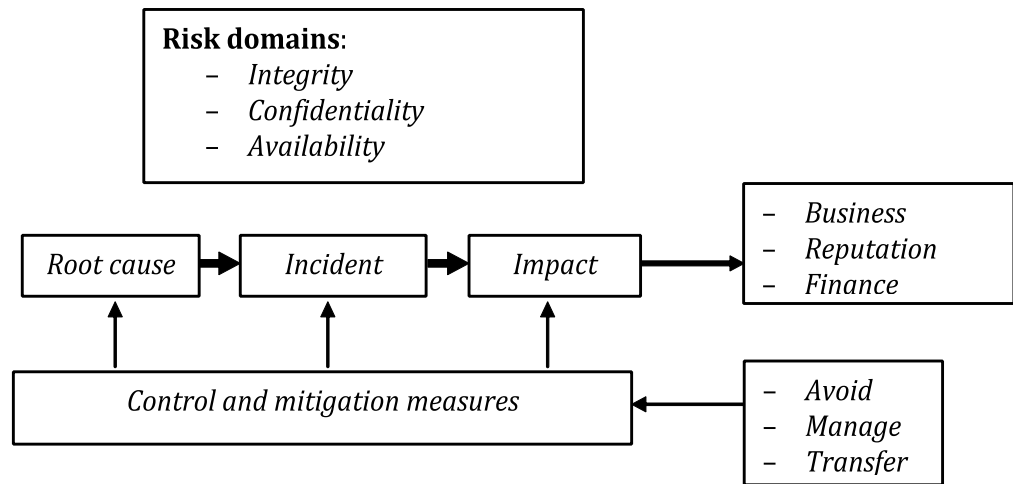 Risk domains:
– Integrity
– Confidentiality
– Availability
Root cause
Incident
Impact
– Business
– Reputation
– Finance
Control and mitigation measures
– Avoid
– Manage
– Transfer